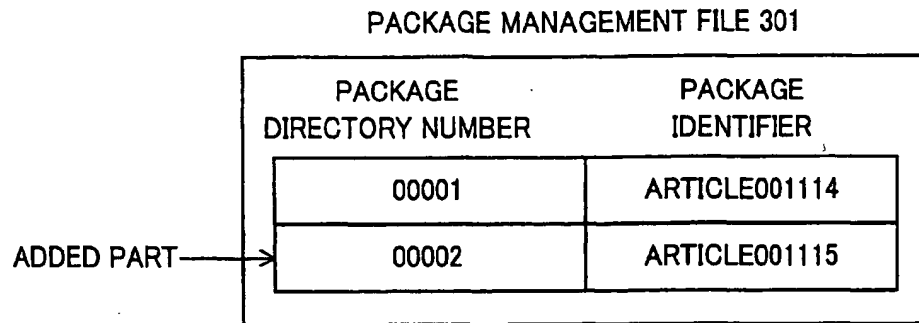 PACKAGE MANAGEMENT FILE 301
PACKAGE DIRECTORY NUMBER
PACKAGE IDENTIFIER
00001 ARTICLE001114
ADDED PART 00002 ARTICLE001115